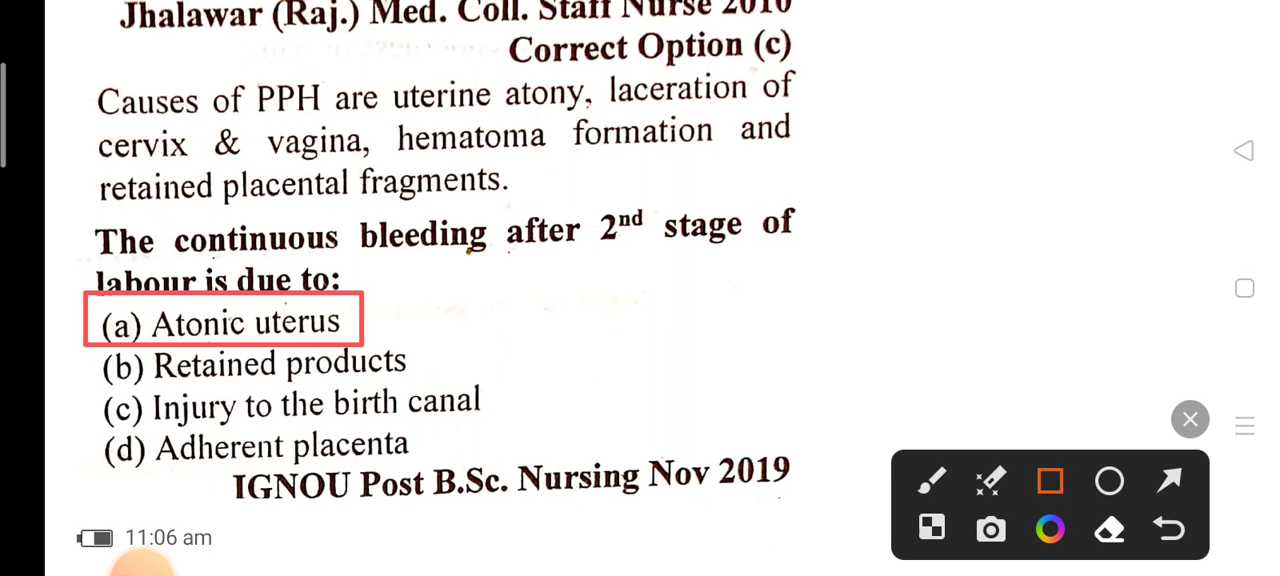 Jhalawar (Raj.) Med. Coll. Staff Nurse 2010
Correct Option (c)
Causes of PPH are uterine atony, laceration of
cervix & vagina, hematoma formation and
retained placental fragments.
The continuous bleeding after 2nd stage of
labour is due to:
(a) Atonic uterus
(b) Retained products
(c) Injury to the birth canal
(d) Adherent placenta
IGNOU Post B.Sc. Nursing Nov 2019
11:06 am